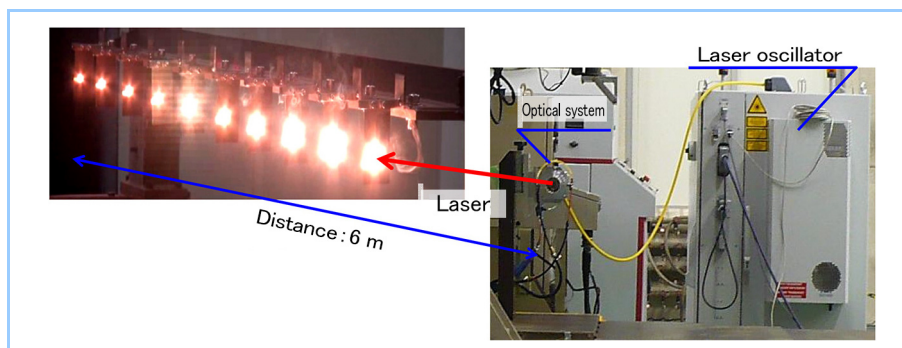 Laser oscillator
Optical system
Laser
Distance : 6 m